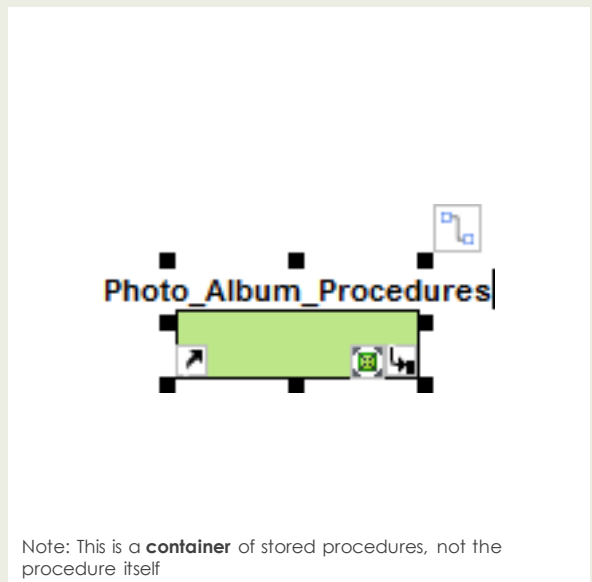 Photo_Album_Procedures
Note: This is a container of stored procedures, not the
procedure itself